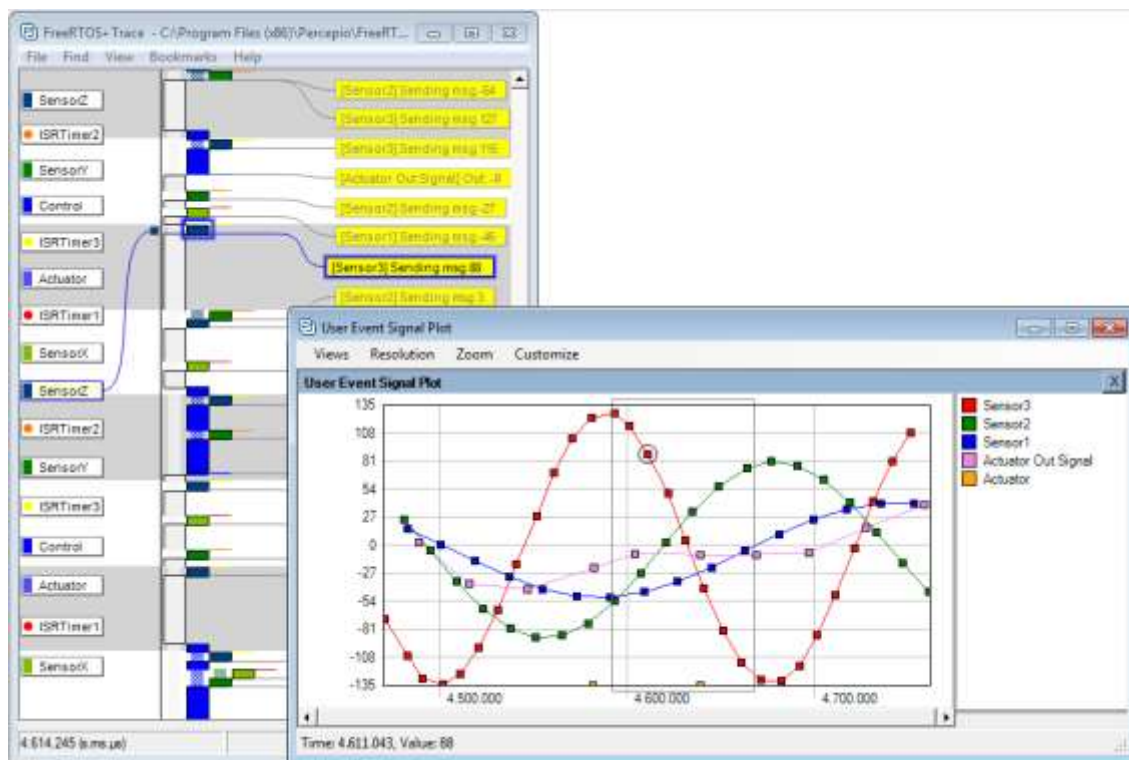 FreeRTOS+ Trace - C:\Program Files (x86)\Percepio\FreeRT...
File Find View Bookmarks Help
SensorZ
ISRTimer2
SensorY
Control
ISRTimer3
Actuator
ISRTimer1
SensorX
SensorZ
ISRTimer2
SensorY
ISRTimer3
Control
Actuator
ISRTimer1
SensorX
[Sensor2] Sending msg -64
[Sensor3] Sending msg 127
[Sensor3] Sending msg 115
[Actuator Out Signal] Out: -9
[Sensor2] Sending msg -27
[Sensor1] Sending msg -45
[Sensor3] Sending msg 88
[Sensor2] Sending msg 3
4.614.245 (s.ms.µs)
User Event Signal Plot
Views Resolution Zoom Customize
User Event Signal Plot
135
108
81
54
27
0
-27
-54
-81
-108
-135
4.500.000 4.600.000 4.700.000
Sensor3
Sensor2
Sensor1
Actuator Out Signal
Actuator
Time: 4.611.043, Value: 88